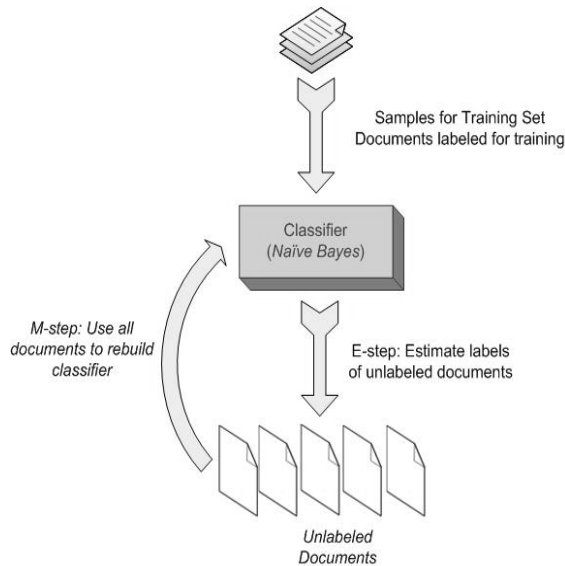 Samples for Training Set
Documents labeled for training
Classifier
(Naïve Bayes)
M-step: Use all
documents to rebuild
classifier
E-step: Estimate labels
of unlabeled documents
Unlabeled
Documents